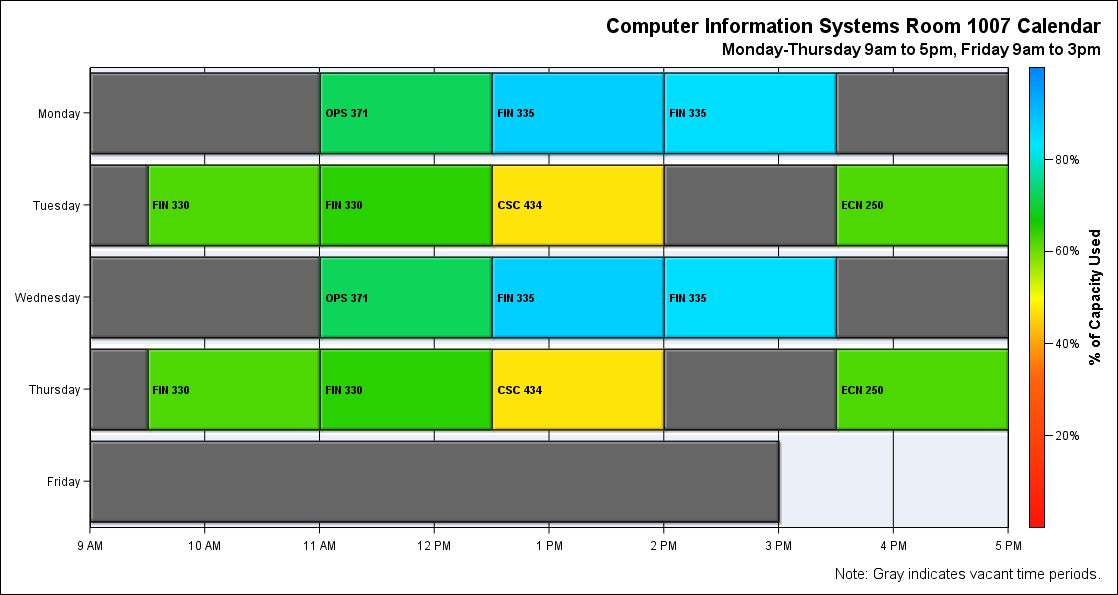 Computer Information Systems Room 1007 Calendar
Monday-Thursday 9am to 5pm, Friday 9am to 3pm
Monday
OPS 371
FIN 335
FIN 335
Tuesday
FIN 330
FIN 330
CSC 434
ECN 250
Wednesday
OPS 371
FIN 335
FIN 335
Thursday
FIN 330
FIN 330
CSC 434
ECN 250
Friday
9 AM
10 AM
11 AM
12 PM
1 PM
2 PM
3 PM
4 PM
5 PM
80%
60%
40%
20%
% of Capacity Used
Note: Gray indicates vacant time periods.